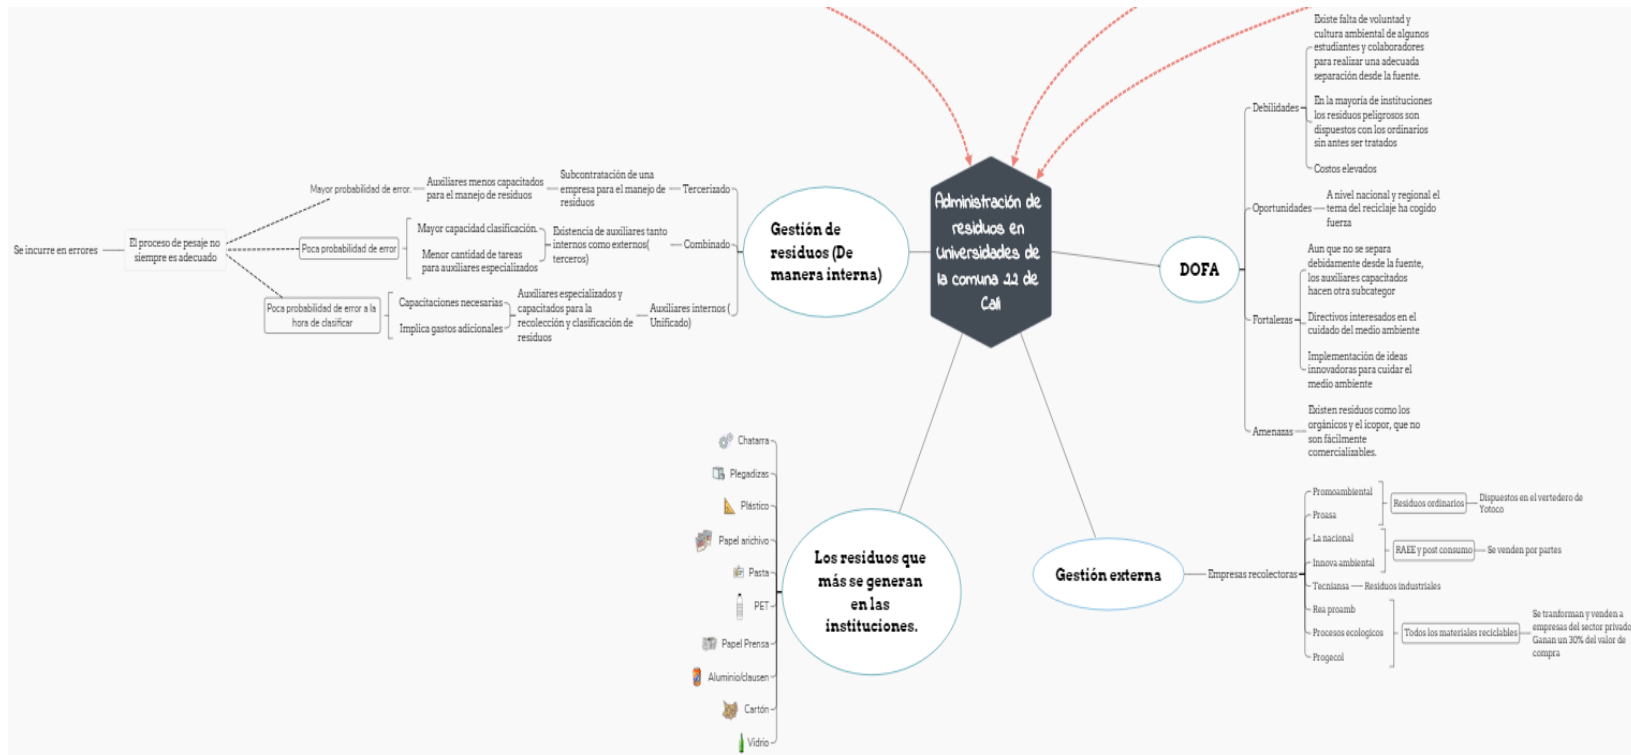 Administración de
residuos en
Universidades de
la comuna 22 de
Cali
Gestión de
residuos (De
manera interna)
Tercerizado
Subcontratación de una
empresa para el manejo de
residuos
Auxiliares menos capacitados
para el manejo de residuos
Mayor probabilidad de error.
Combinado
Existencia de auxiliares tanto
internos como externos(
terceros)
Mayor capacidad clasificación.
Menor cantidad de tareas
para auxiliares especializados
Poca probabilidad de error
Auxiliares internos (
Unificado)
Auxiliares especializados y
capacitados para la
recolección y clasificación de
residuos
Capacitaciones necesarias
Implica gastos adicionales
Poca probabilidad de error a la
hora de clasificar
El proceso de pesaje no
siempre es adecuado
Se incurre en errores
DOFA
Debilidades
Existe falta de voluntad y
cultura ambiental de algunos
estudiantes y colaboradores
para realizar una adecuada
separación desde la fuente.
En la mayoría de instituciones
los residuos peligrosos son
dispuestos con los ordinarios
sin antes ser tratados
Costos elevados
Oportunidades
A nivel nacional y regional el
tema del reciclaje ha cogido
fuerza
Fortalezas
Aun que no se separa
debidamente desde la fuente,
los auxiliares capacitados
hacen otra subcategor
Directivos interesados en el
cuidado del medio ambiente
Implementación de ideas
innovadoras para cuidar el
medio ambiente
Amenazas
Existen residuos como los
orgánicos y el icopor, que no
son fácilmente
comercializables.
Los residuos que
más se generan
en las
instituciones.
Chatarra
Plegadizas
Plástico
Papel arichivo
Pasta
PET
Papel Prensa
Aluminio/clausen
Cartón
Vidrio
Gestión externa
Empresas recolectoras
Promoambiental
Proasa
Residuos ordinarios
Dispuestos en el vertedero de
Yotoco
La nacional
Innova ambiental
RAEE y post consumo
Se venden por partes
Tecniansa
Residuos industriales
Rea proamb
Procesos ecologicos
Progecol
Todos los materiales reciclables
Se tranforman y venden a
empresas del sector privado
Ganan un 30% del valor de
compra